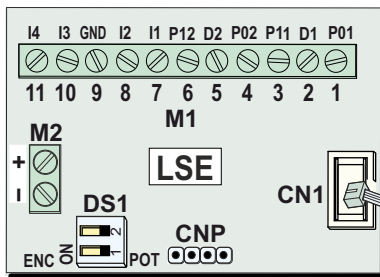 I4 I3 GND I2 I1 P12 D2 P02 P11 D1 P01
11 10 9 8 7 6 5 4 3 2 1
M1
M2
+
−
LSE
CN1
DS1
2
1
ON
ENC
POT
CNP